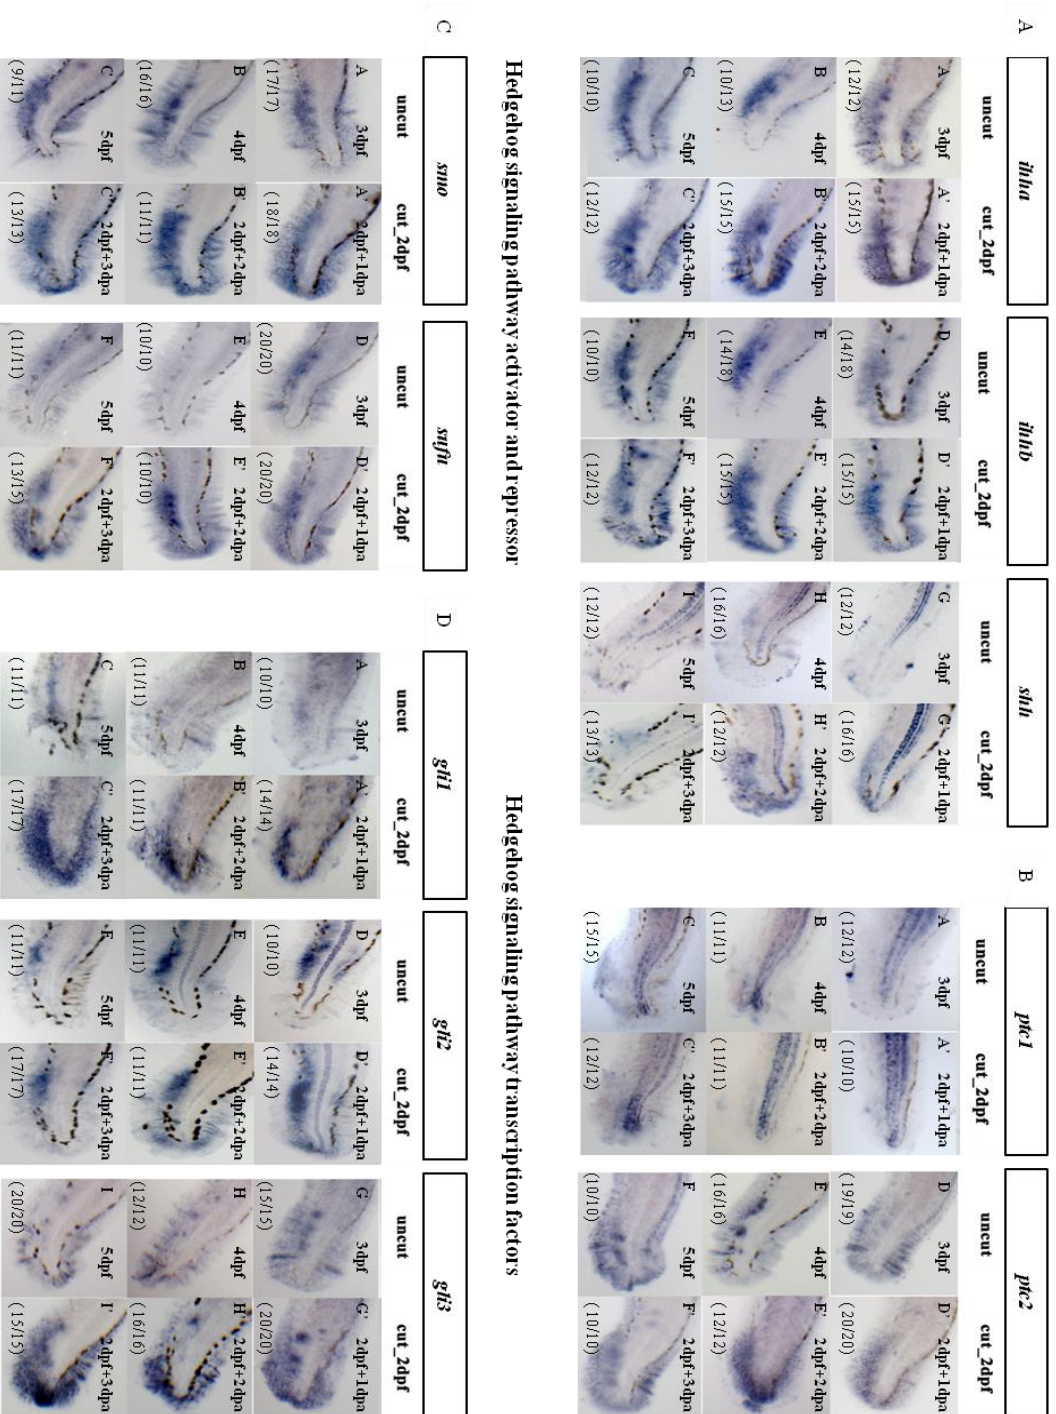 A ihha ihhb shh B ptc1 ptc2
uncut cut_2dpf uncut cut_2dpf uncut cut_2dpf uncut cut_2dpf uncut cut_2dpf
A 3dpf A' 2dpf+1dpa D 3dpf D' 2dpf+1dpa G 3dpf G' 2dpf+1dpa A 3dpf A' 2dpf+1dpa D 3dpf D' 2dpf+1dpa
(12/12) (15/15) (14/18) (15/15) (12/12) (16/16) (12/12) (10/10) (19/19) (20/20)
B 4dpf B' 2dpf+2dpa E 4dpf E' 2dpf+2dpa H 4dpf H' 2dpf+2dpa B 4dpf B' 2dpf+2dpa E 4dpf E' 2dpf+2dpa
(10/13) (15/15) (14/18) (15/15) (16/16) (12/12) (11/11) (11/11) (16/16) (12/12)
C 5dpf C' 2dpf+3dpa F 5dpf F' 2dpf+3dpa I 5dpf I' 2dpf+3dpa C 5dpf C' 2dpf+3dpa F 5dpf F' 2dpf+3dpa
(10/10) (12/12) (10/10) (12/12) (12/12) (13/13) (15/15) (12/12) (10/10) (10/10)
Hedgehog signaling pathway activator and repressor Hedgehog signaling pathway transcription factors
C smo sufu D gli1 gli2 gli3
uncut cut_2dpf uncut cut_2dpf uncut cut_2dpf uncut cut_2dpf uncut cut_2dpf
A 3dpf A' 2dpf+1dpa D 3dpf D' 2dpf+1dpa A 3dpf A' 2dpf+1dpa D 3dpf D' 2dpf+1dpa G 3dpf G' 2dpf+1dpa
(17/17) (18/18) (20/20) (20/20) (10/10) (14/14) (10/10) (14/14) (15/15) (20/20)
B 4dpf B' 2dpf+2dpa E 4dpf E' 2dpf+2dpa B 4dpf B' 2dpf+2dpa E 4dpf E' 2dpf+2dpa H 4dpf H' 2dpf+2dpa
(16/16) (11/11) (10/10) (10/10) (11/11) (11/11) (11/11) (11/11) (12/12) (16/16)
C 5dpf C' 2dpf+3dpa F 5dpf F' 2dpf+3dpa C 5dpf C' 2dpf+3dpa F 5dpf F' 2dpf+3dpa I 5dpf I' 2dpf+3dpa
(9/11) (13/13) (11/11) (13/15) (11/11) (17/17) (11/11) (17/17) (20/20) (15/15)